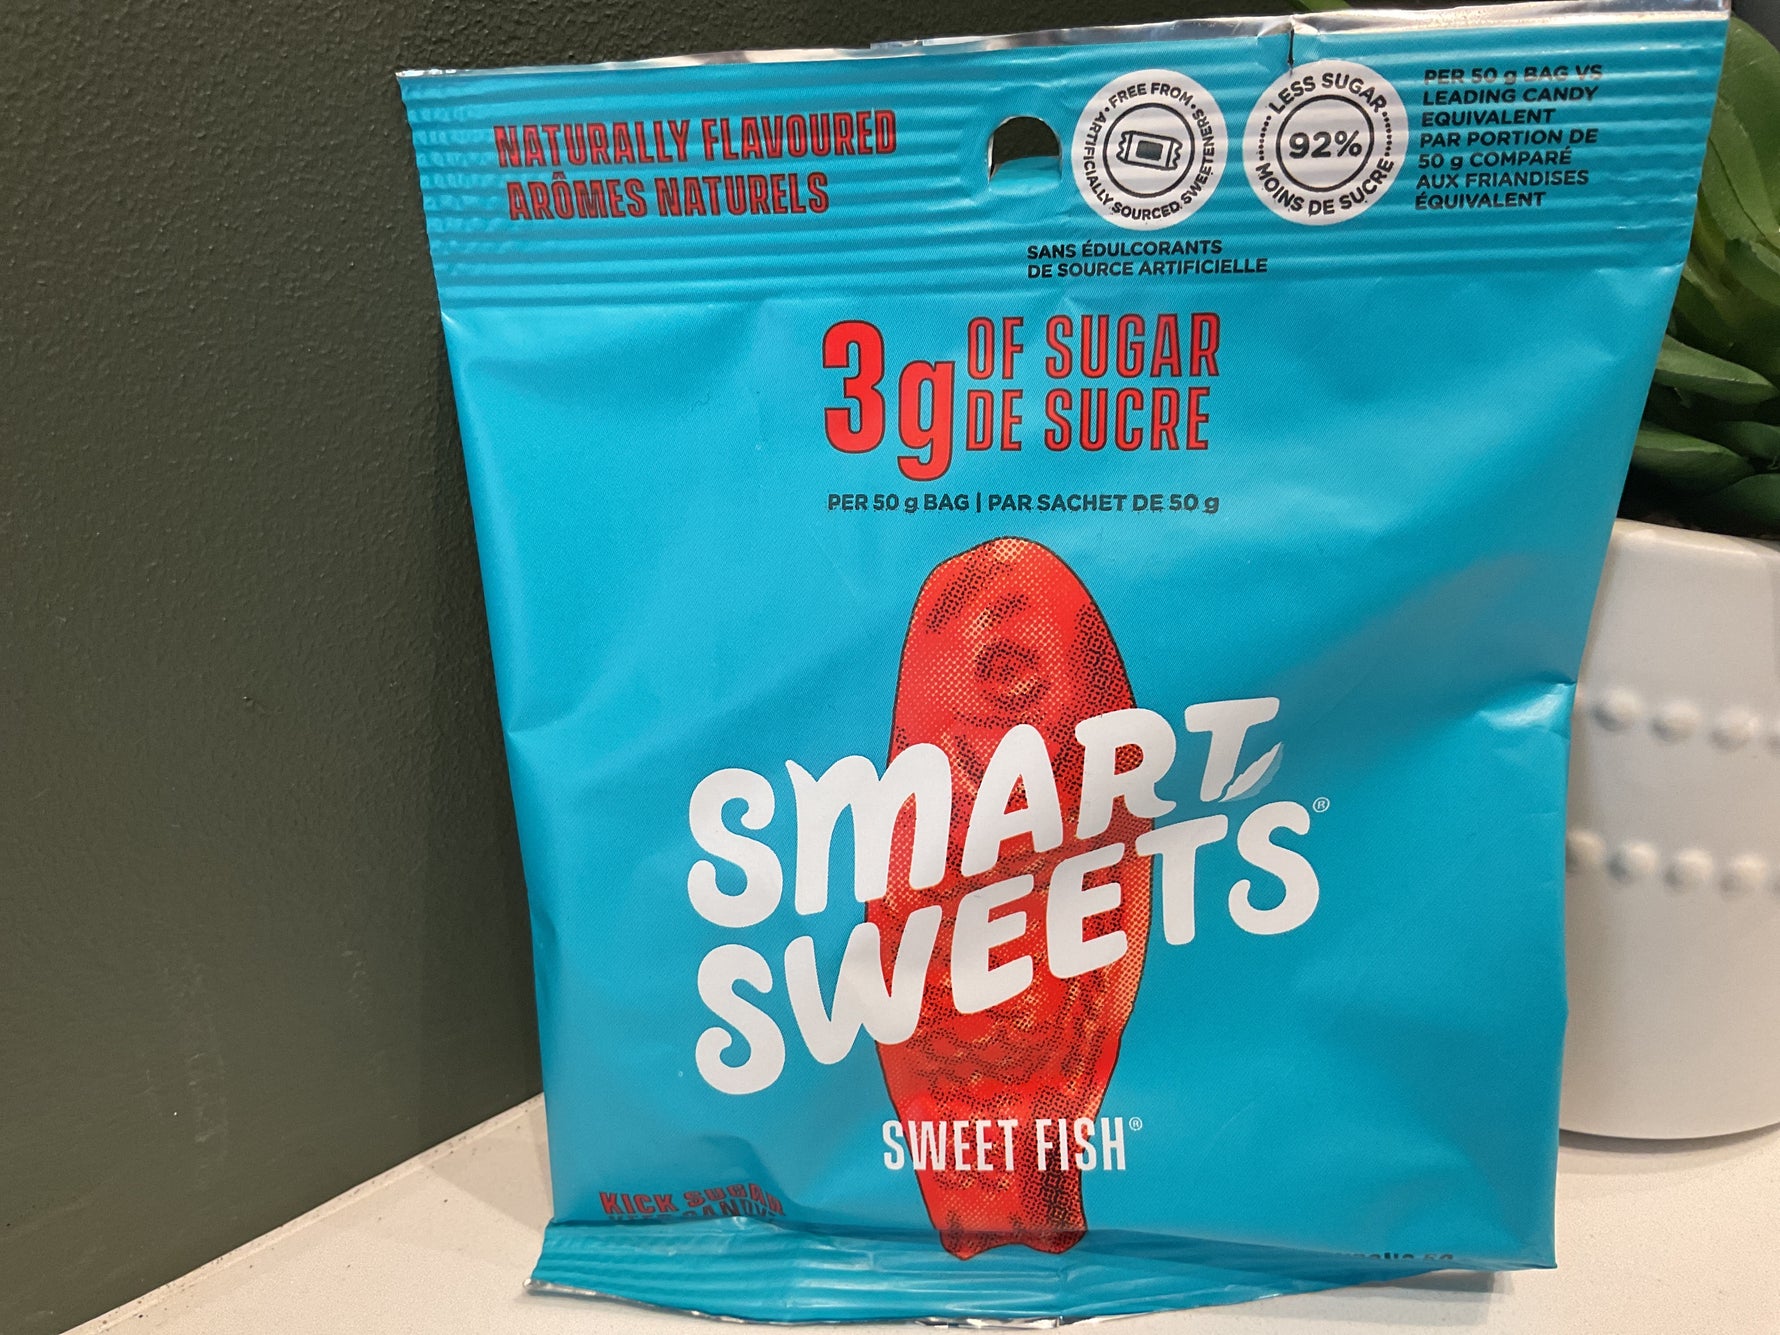 NATURALLY FLAVOURED
ARÔMES NATURELS
FREE FROM
ARTIFICIALLY SOURCED SWEETENERS
SANS ÉDULCORANTS
DE SOURCE ARTIFICIELLE
LESS SUGAR
92%
MOINS DE SUCRE
PER 50 g BAG VS
LEADING CANDY
EQUIVALENT
PAR PORTION DE
50 g COMPARÉ
AUX FRIANDISES
ÉQUIVALENT
3g OF SUGAR
DE SUCRE
PER 50 g BAG | PAR SACHET DE 50 g
SMART
SWEETS®
SWEET FISH®
KICK SUGAR